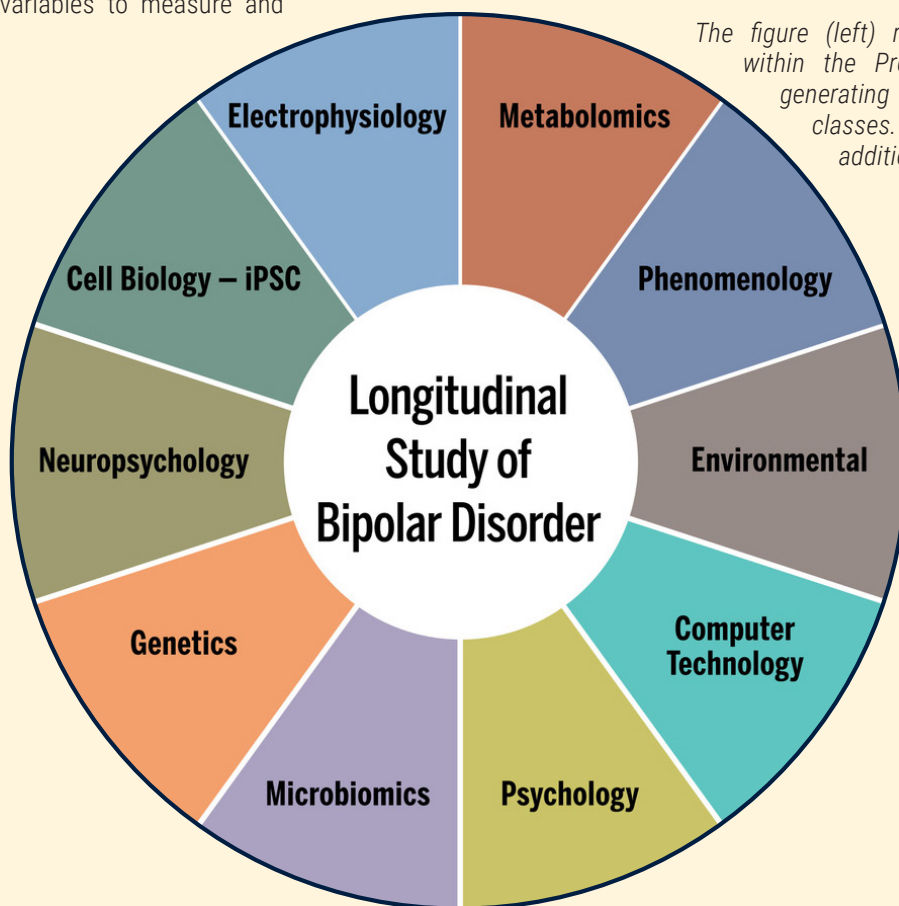 variables to measure and
The figure (left)
within the
generating
classes.
Electrophysiology
Metabolomics
Cell Biology – iPSC
Phenomenology
Longitudinal
Study of
Bipolar Disorder
Neuropsychology
Environmental
Genetics
Computer
Technology
Microbiomics
Psychology